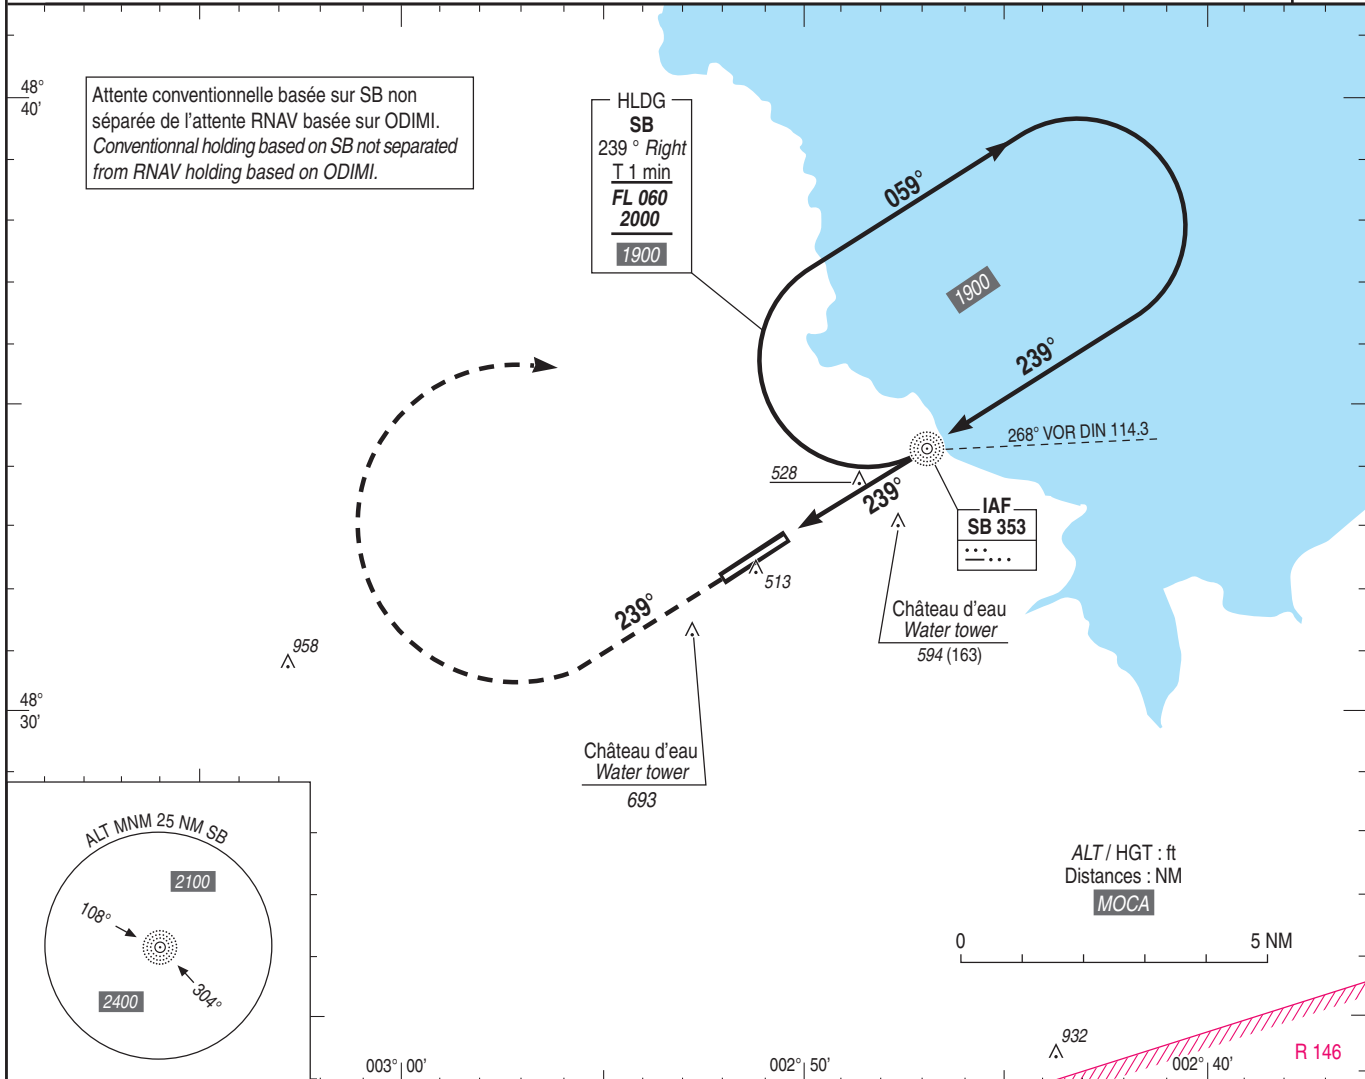 48°
40'
Attente conventionnelle basée sur SB non
séparée de l'attente RNAV basée sur ODIMI.
Conventionnal holding based on SB not separated
from RNAV holding based on ODIMI.
HLDG
SB
239 ° Right
T 1 min
FL 060
2000
1900
059°
1900
239°
268° VOR DIN 114.3
528
239°
IAF
SB 353
513
239°
Château d'eau
Water tower
594 (163)
958
48°
30'
Château d'eau
Water tower
693
ALT MNM 25 NM SB
2100
108°
304°
2400
ALT / HGT : ft
Distances : NM
MOCA
0
5 NM
932
R 146
003° 00'
002° 50'
002° 40'